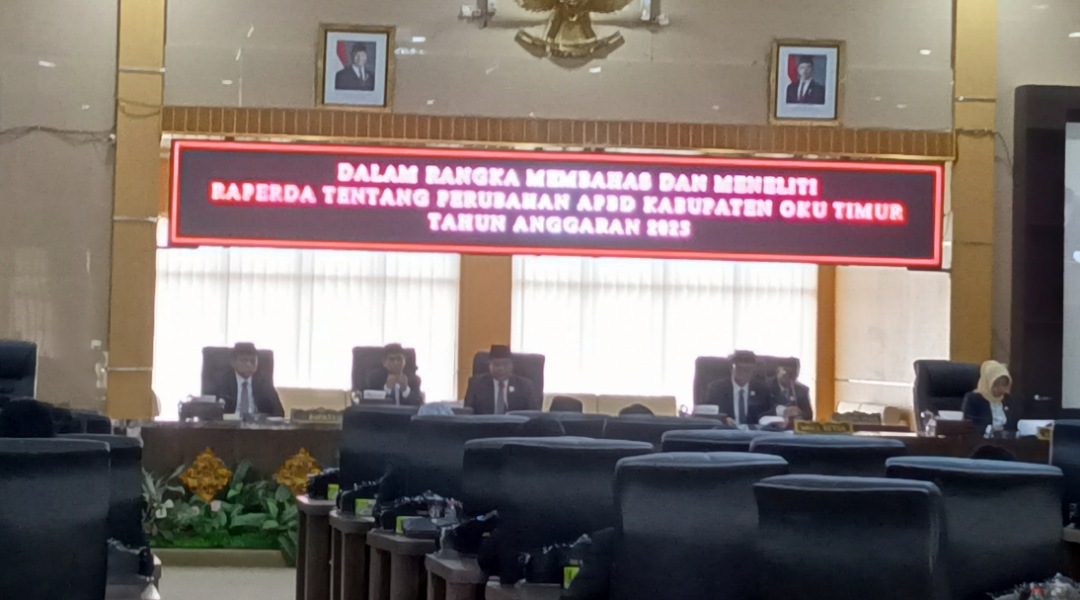 DALAM RANGKA MEMBAHAS DAN MENELITI
RAPERDA TENTANG PERUBAHAN APBD KABUPATEN OKU TIMUR
TAHUN ANGGARAN 2025